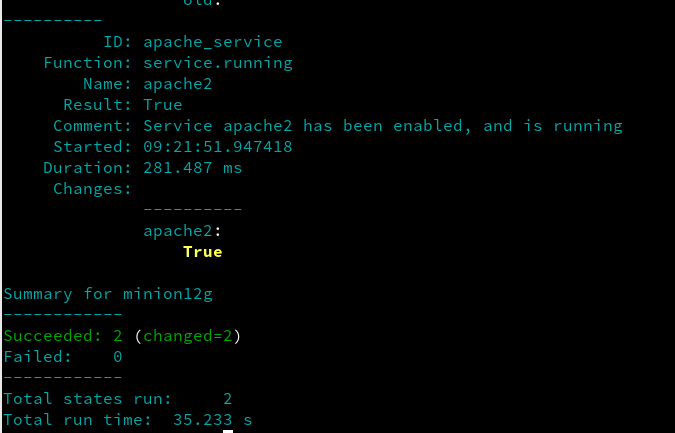 old:
----------
ID: apache_service
Function: service.running
Name: apache2
Result: True
Comment: Service apache2 has been enabled, and is running
Started: 09:21:51.947418
Duration: 281.487 ms
Changes:
----------
apache2:
True
Summary for minion12g
------------
Succeeded: 2 (changed=2)
Failed: 0
------------
Total states run: 2
Total run time: 35.233 s